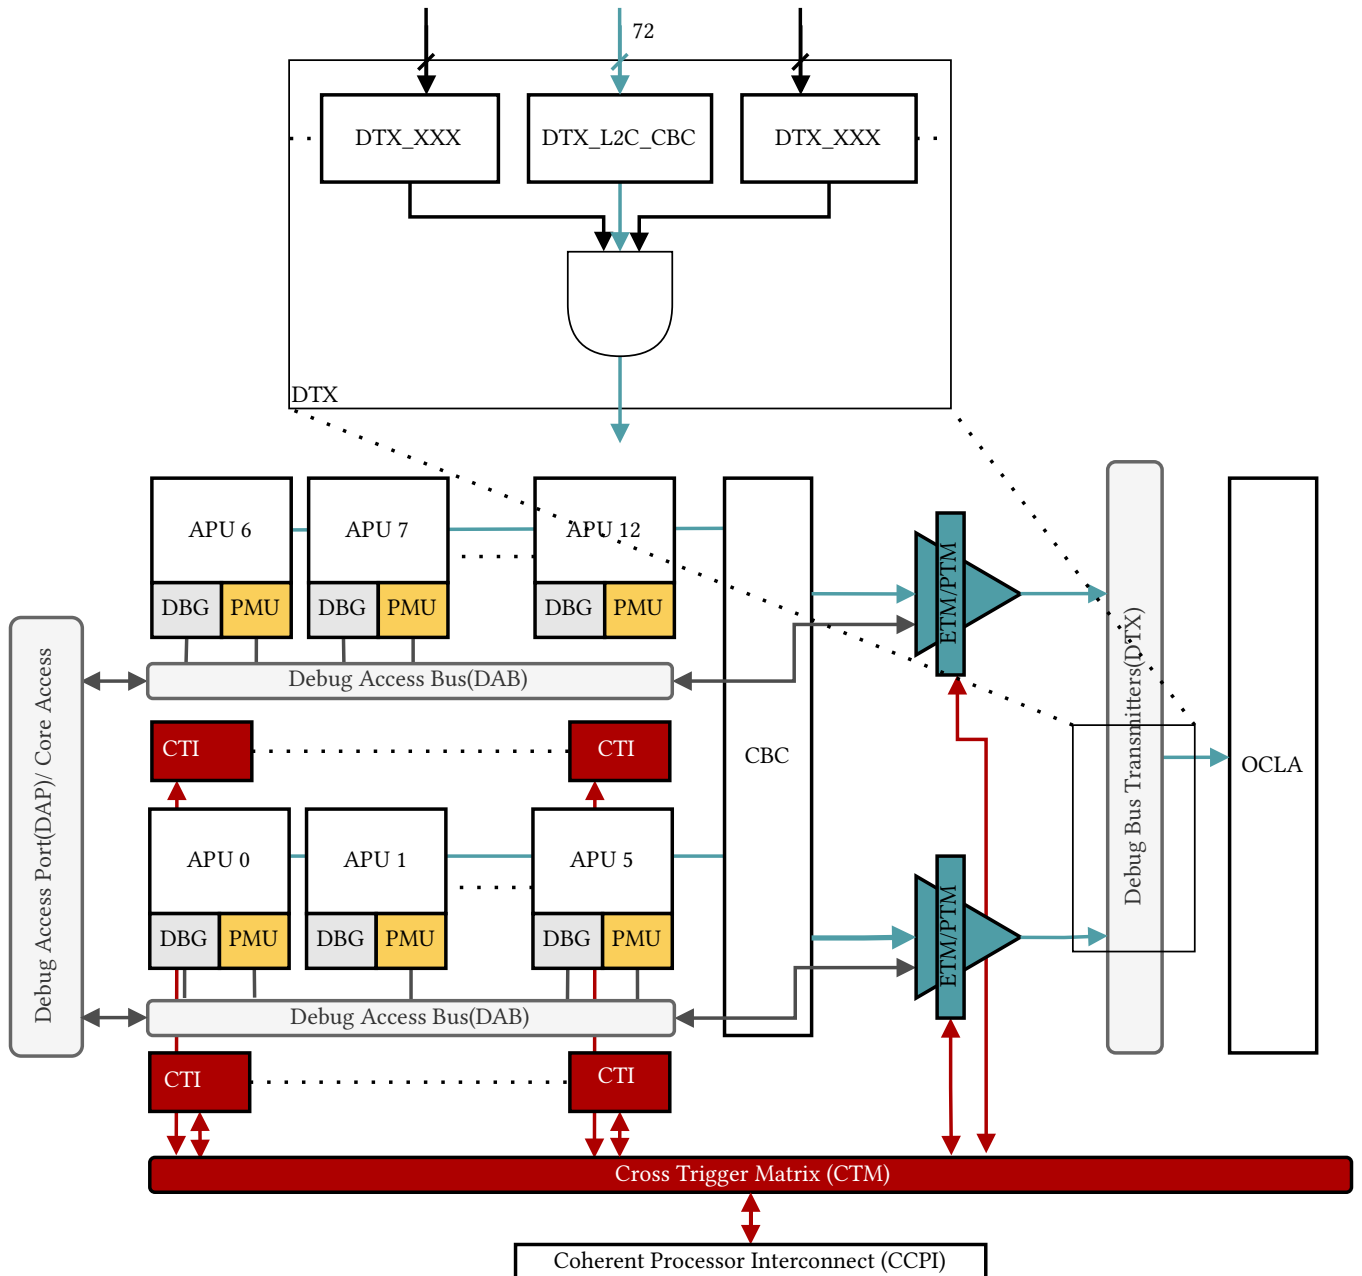 72
DTX_XXX
DTX_L2C_CBC
DTX_XXX
DTX
APU 6
APU 7
APU 12
DBG
PMU
DBG
PMU
DBG
PMU
Debug Access Bus(DAB)
CTI
CTI
APU 0
APU 1
APU 5
DBG
PMU
DBG
PMU
DBG
PMU
Debug Access Bus(DAB)
CTI
CTI
Debug Access Port(DAP)/ Core Access
CBC
ETM/PTM
ETM/PTM
Debug Bus Transmitters(DTX)
OCLA
Cross Trigger Matrix (CTM)
Coherent Processor Interconnect (CCPI)